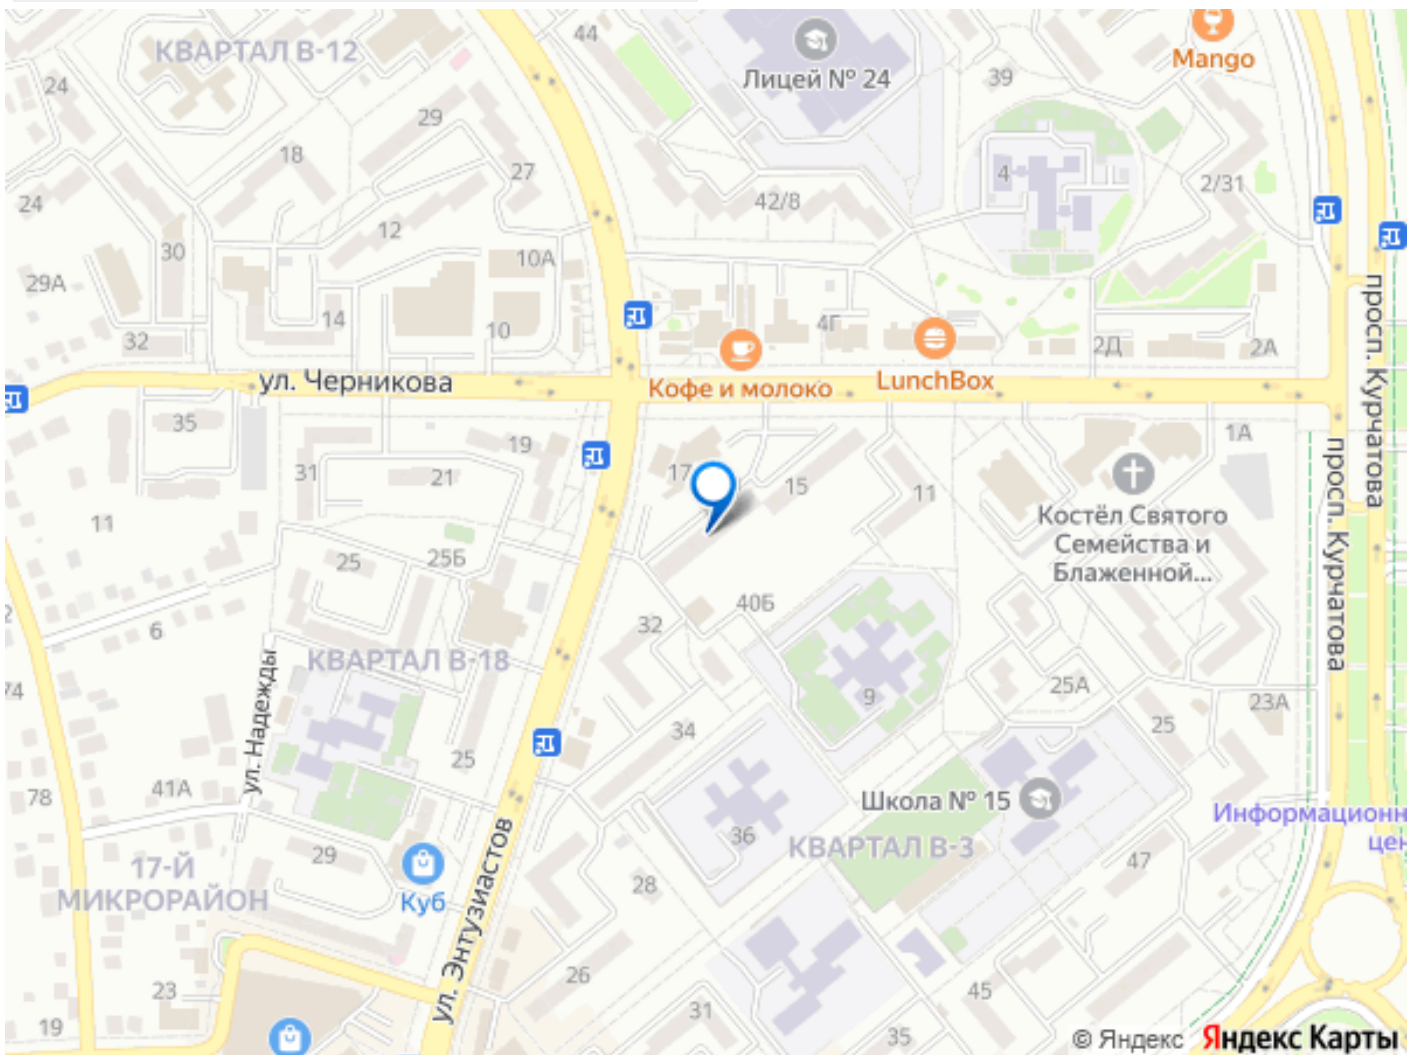 44
КВАРТАЛ В-12
Mango
Лицей № 24
39
24
29
18
27
4
2/31
24
42/8
12
30
10А
29А
14
10
4Г
32
2Д
2А
ул. Черникова
Кофе и молоко
LunchBox
просп. Курчатова
35
19
1А
31
21
17
15
11
просп. Курчатова
11
Костёл Святого
Семейства и
Блаженной...
25
25Б
40Б
2
6
32
КВАРТАЛ В-18
ул. Надежды
74
25А
9
23А
34
25
25
41А
78
Школа № 15
Информационн
цен
36
КВАРТАЛ В-3
47
29
17-Й
МИКРОРАЙОН
28
Куб
ул. Энтузиастов
26
23
45
31
19
35
© Яндекс
Яндекс Карты